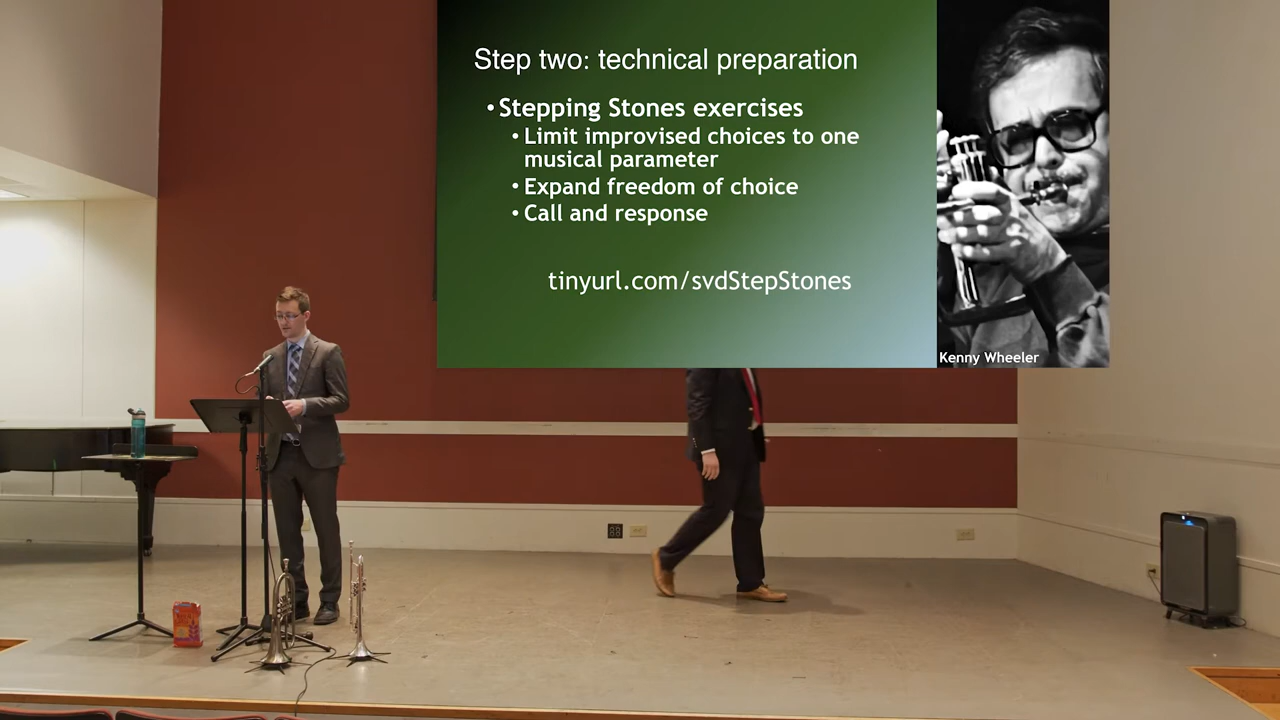 Step two: technical preparation
• Stepping Stones exercises
• Limit improvised choices to one
musical parameter
• Expand freedom of choice
• Call and response
tinyurl.com/svdStepStones
Kenny Wheeler